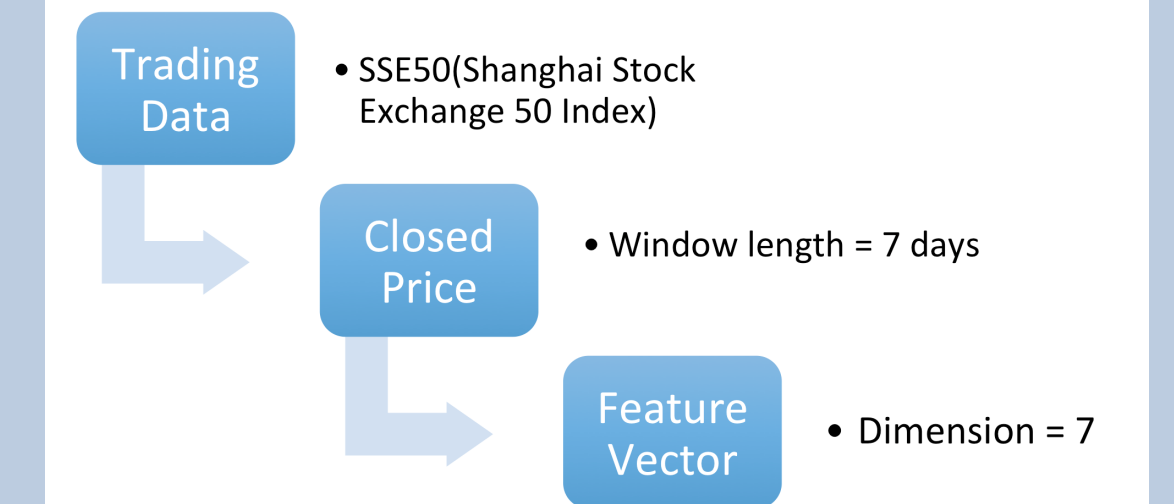 Trading
Data
• SSE50(Shanghai Stock
Exchange 50 Index)
Closed
Price
• Window length = 7 days
Feature
Vector
• Dimension = 7